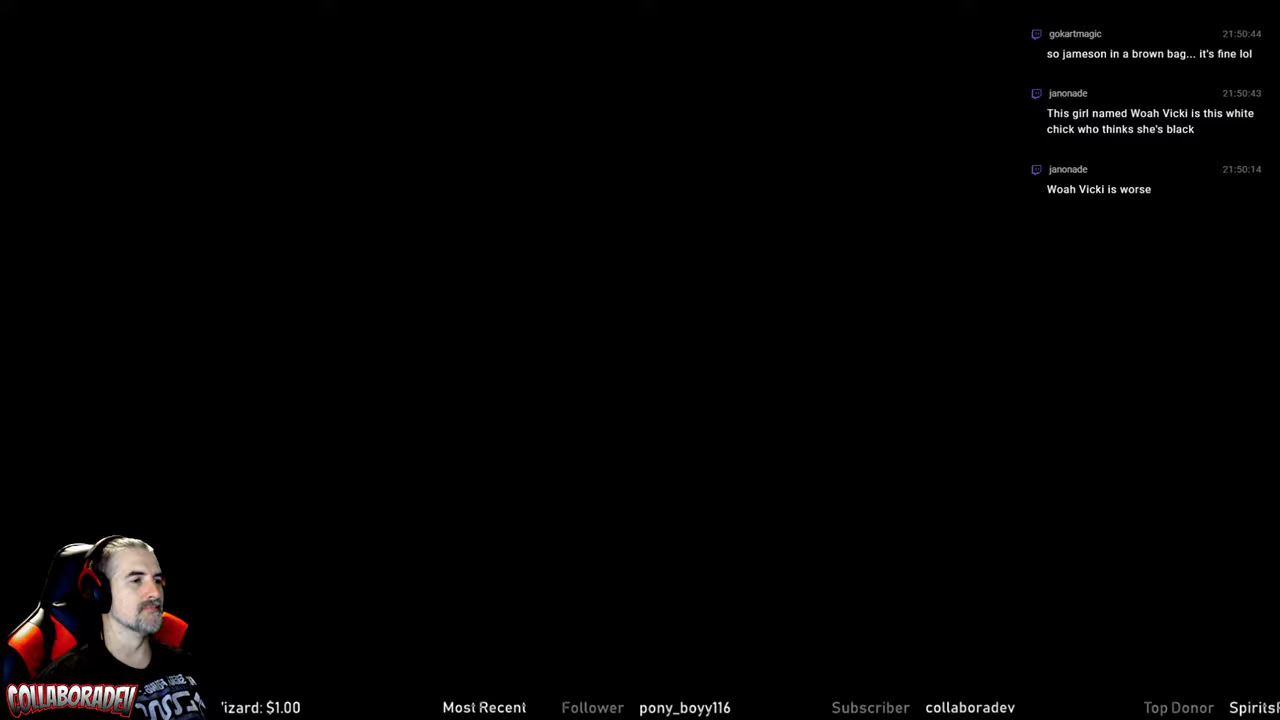 gokartmagic 21:50:44
so jameson in a brown bag... it's fine lol
janonade 21:50:43
This girl named Woah Vicki is this white
chick who thinks she's black
janonade 21:50:14
Woah Vicki is worse
COLLABORADEV
izard: $1.00 Most Recent Follower pony_boyy116 Subscriber collaboradev Top Donor